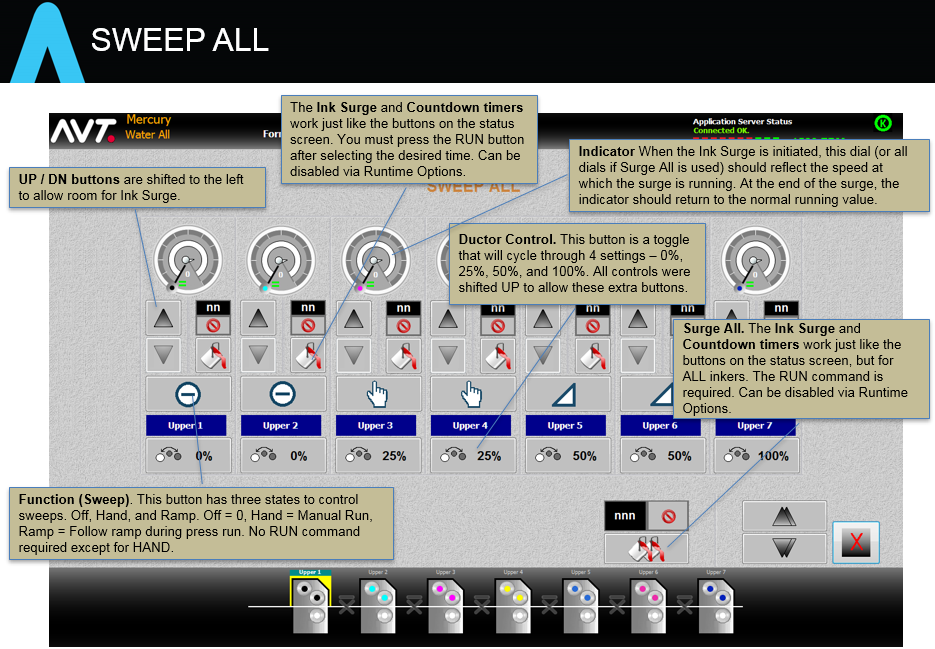 SWEEP ALL
AVT.
Mercury
Water All
Application Server Status
Connected OK.
K
SWEEP ALL
The Ink Surge and Countdown timers
work just like the buttons on the status
screen. You must press the RUN button
after selecting the desired time. Can be
disabled via Runtime Options.
Indicator When the Ink Surge is initiated, this dial (or all
dials if Surge All is used) should reflect the speed at
which the surge is running. At the end of the surge, the
indicator should return to the normal running value.
UP / DN buttons are shifted to the left
to allow room for Ink Surge.
Ductor Control. This button is a toggle
that will cycle through 4 settings – 0%,
25%, 50%, and 100%. All controls were
shifted UP to allow these extra buttons.
0 0 0 0
nn nn nn nn nn nn
Surge All. The Ink Surge and
Countdown timers work just like the
buttons on the status screen, but for
ALL inkers. The RUN command is
required. Can be disabled via Runtime
Options.
Upper 1 Upper 2 Upper 3 Upper 4 Upper 5 Upper 6 Upper 7
0% 0% 25% 25% 50% 50% 100%
Function (Sweep). This button has three states to control
sweeps. Off, Hand, and Ramp. Off = 0, Hand = Manual Run,
Ramp = Follow ramp during press run. No RUN command
required except for HAND.
nnn
X
Upper 1 Upper 2 Upper 3 Upper 4 Upper 5 Upper 6 Upper 7